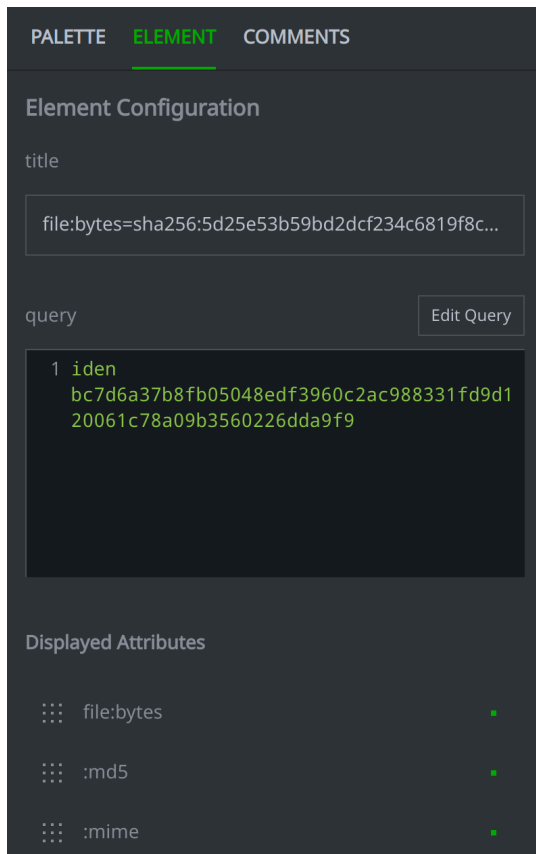 PALETTE ELEMENT COMMENTS
Element Configuration
title
file:bytes=sha256:5d25e53b59bd2dcf234c6819f8c...
query Edit Query
1 iden
bc7d6a37b8fb05048edf3960c2ac988331fd9d1
20061c78a09b3560226dda9f9
Displayed Attributes
file:bytes
:md5
:mime